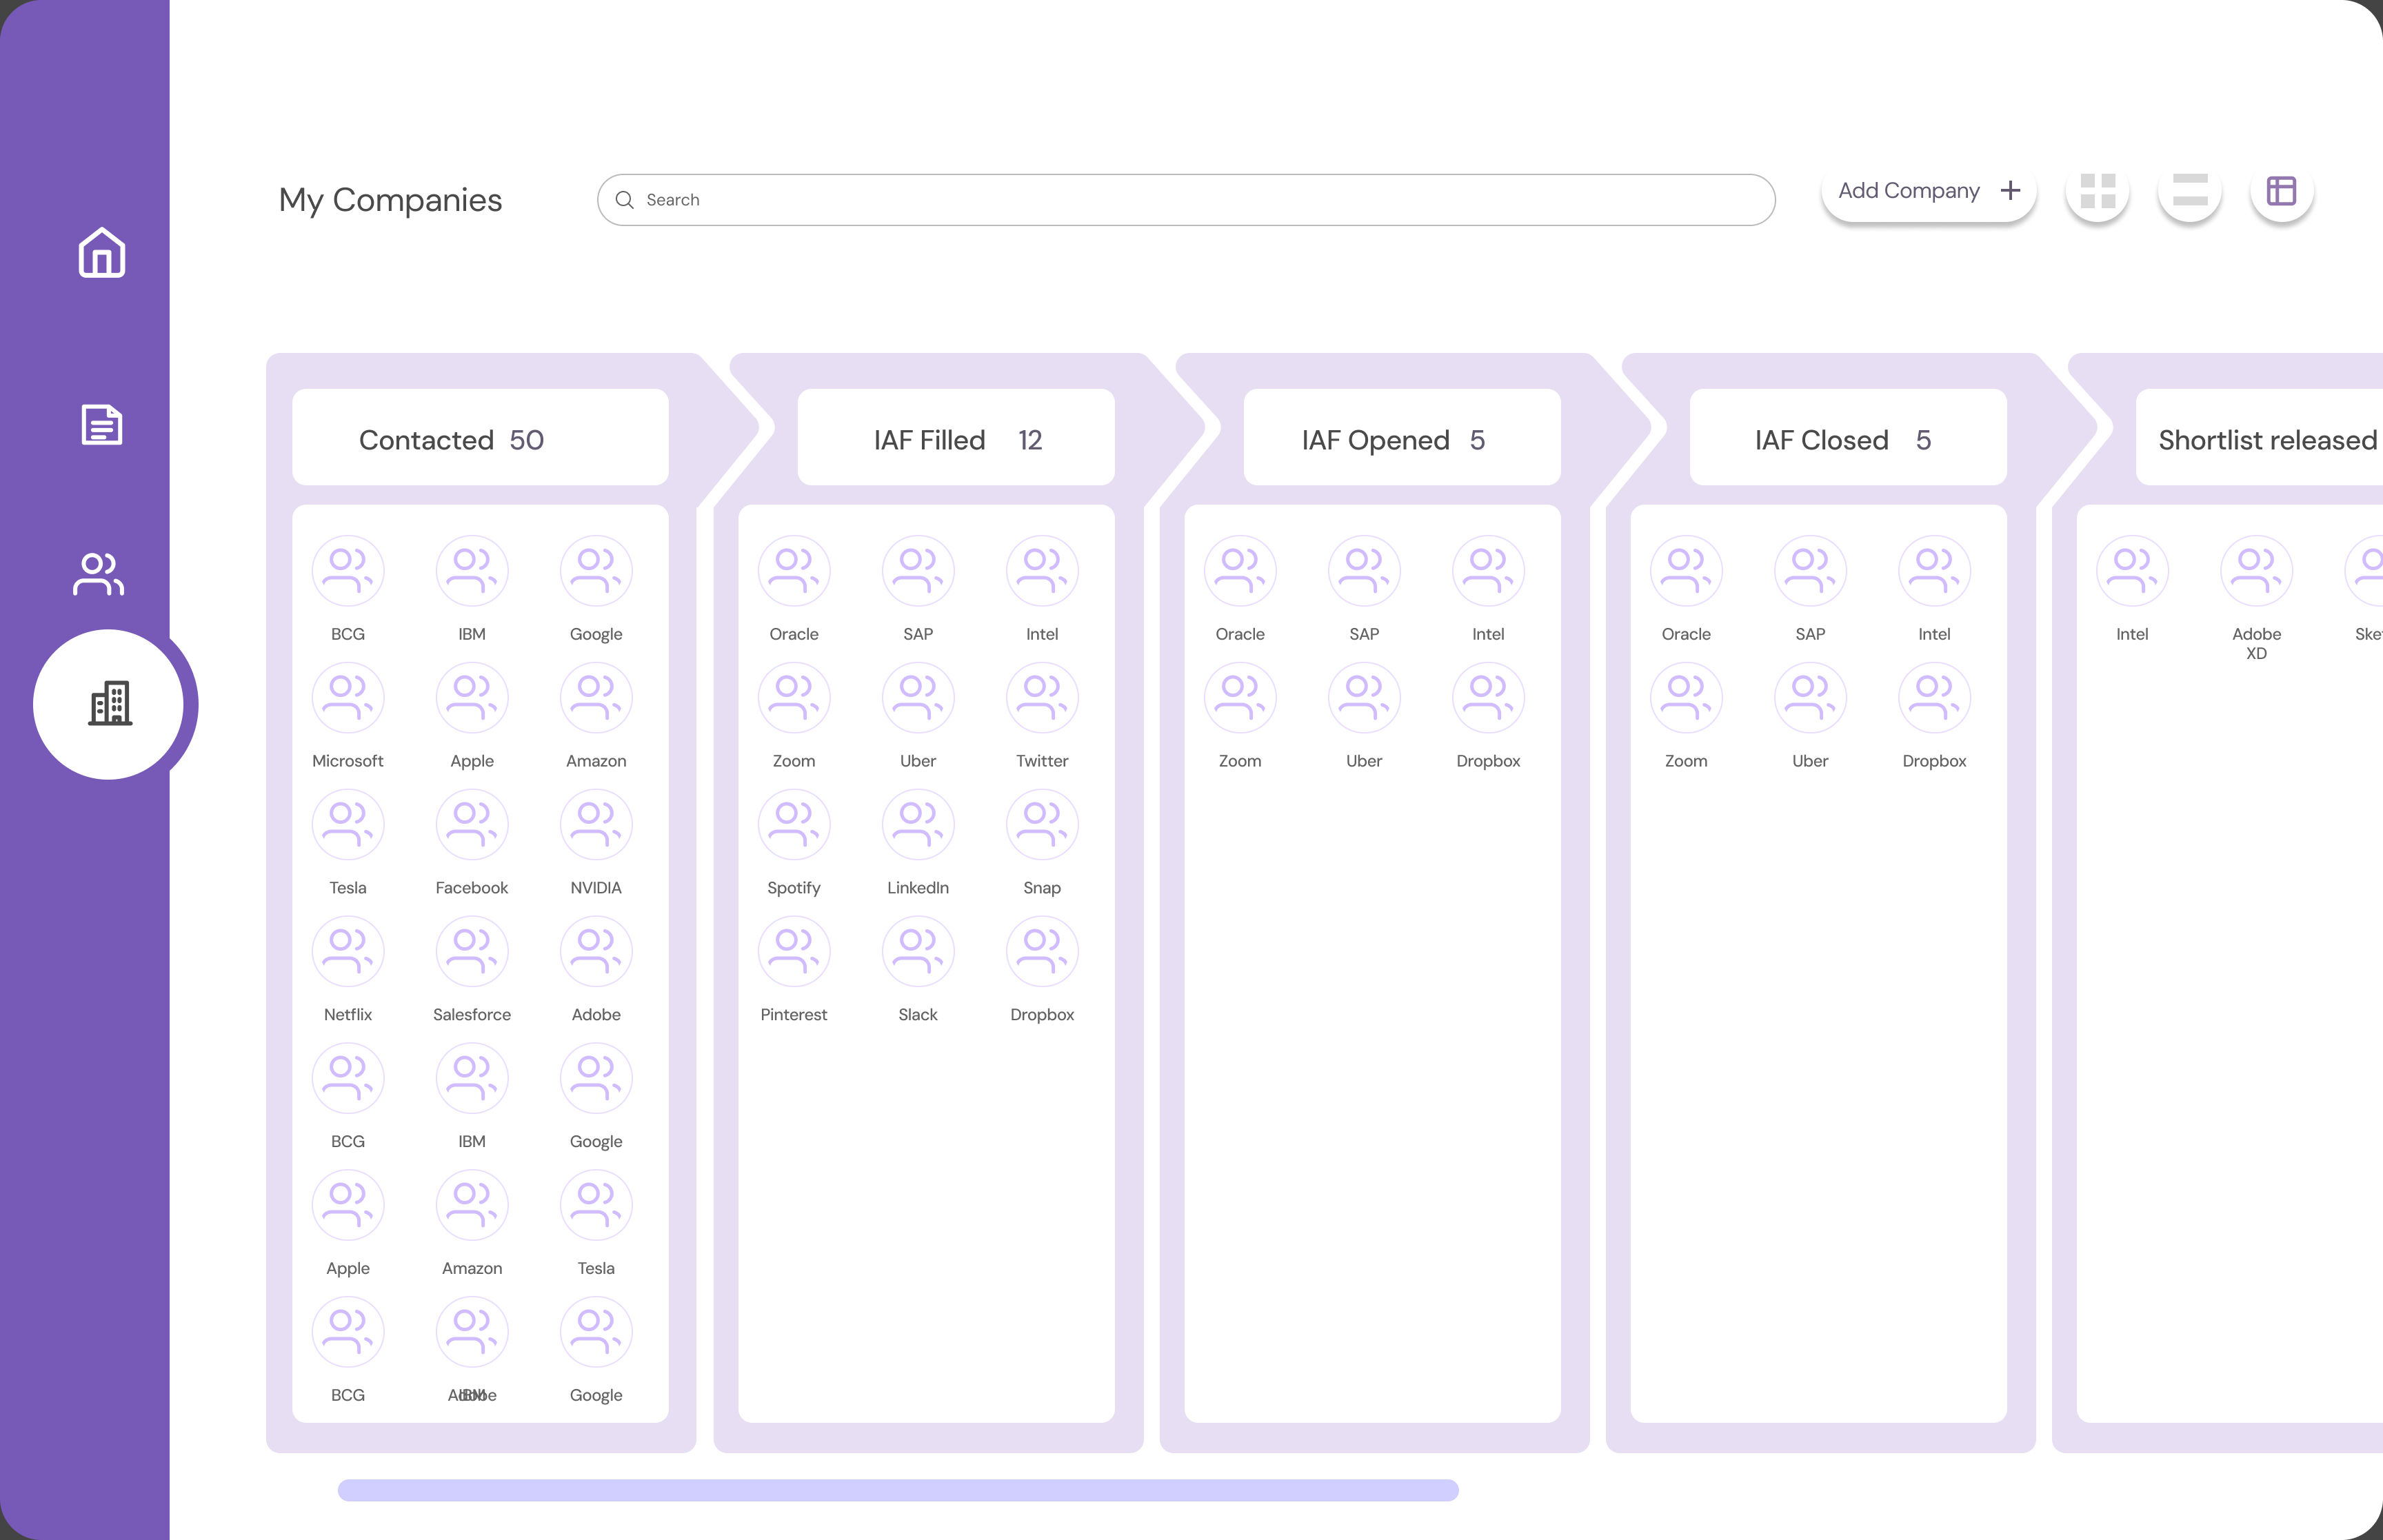 My Companies
Search
Add Company +
Contacted 50
IAF Filled 12
IAF Opened 5
IAF Closed 5
Shortlist released
BCG IBM Google
Microsoft Apple Amazon
Tesla Facebook NVIDIA
Netflix Salesforce Adobe
BCG IBM Google
Apple Amazon Tesla
BCG Google
Oracle SAP Intel
Zoom Uber Twitter
Spotify LinkedIn Snap
Pinterest Slack Dropbox
Oracle SAP Intel
Zoom Uber Dropbox
Oracle SAP Intel
Zoom Uber Dropbox
Intel Adobe
XD